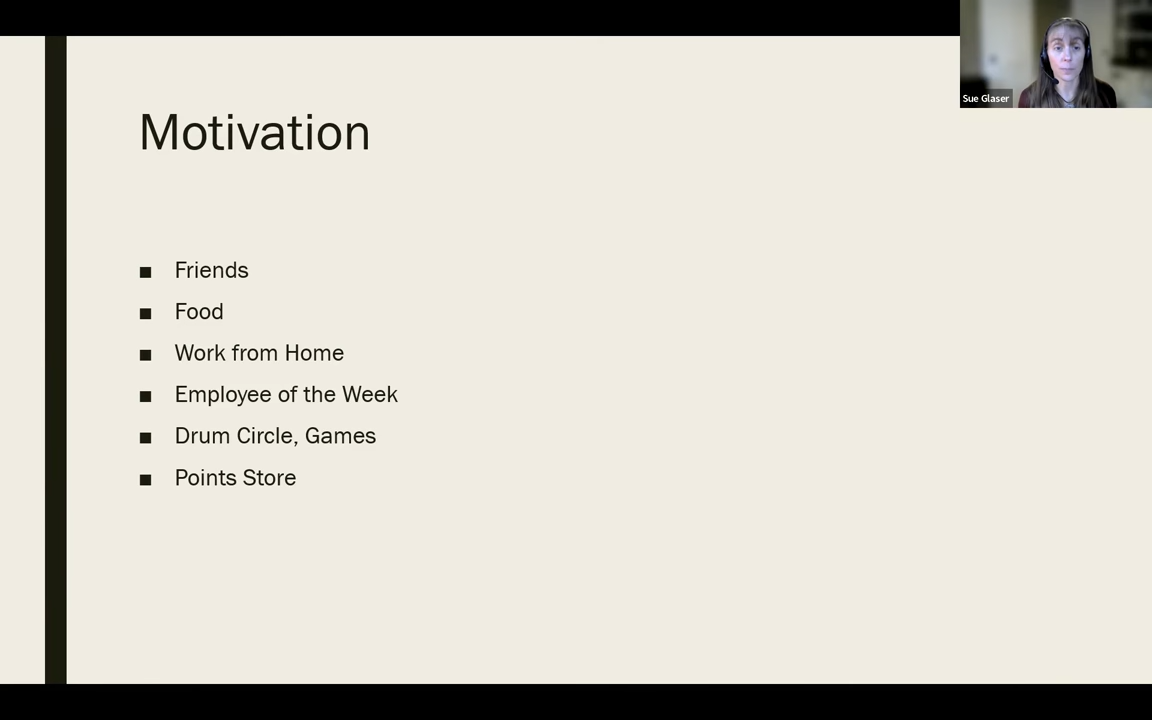 Sue Glaser
Motivation
■ Friends
■ Food
■ Work from Home
■ Employee of the Week
■ Drum Circle, Games
■ Points Store